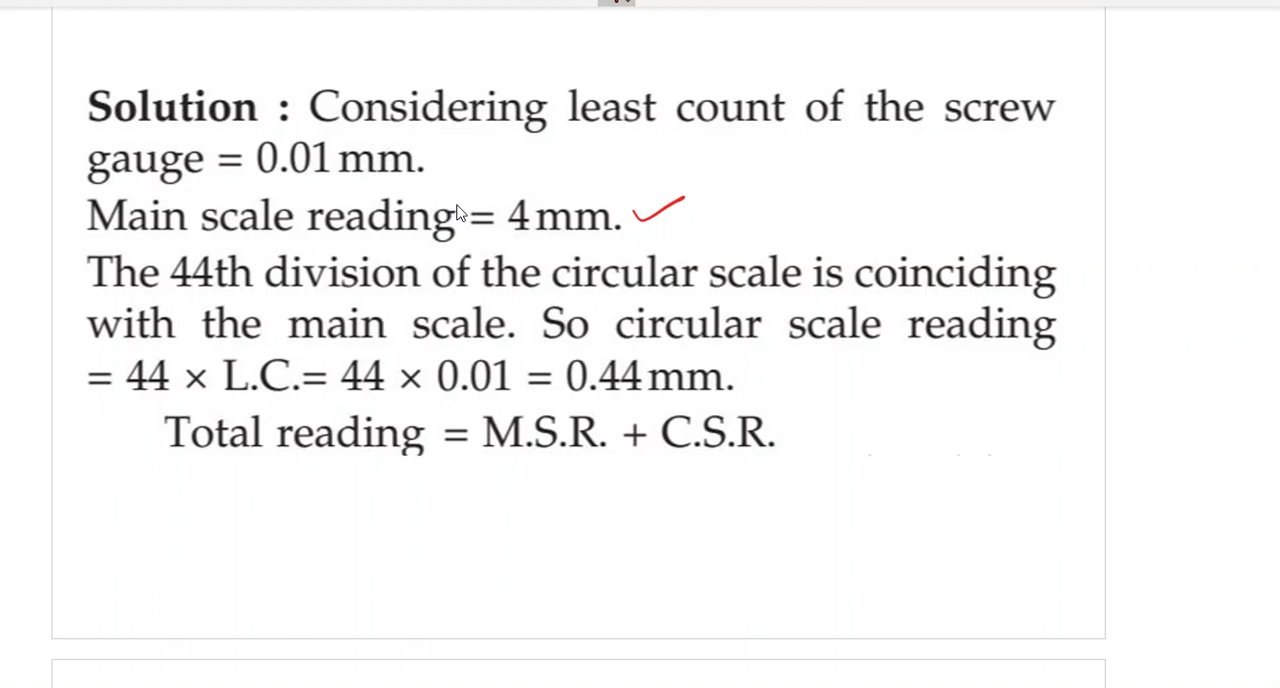 Solution : Considering least count of the screw
gauge = 0.01 mm.
Main scale reading = 4 mm.
The 44th division of the circular scale is coinciding
with the main scale. So circular scale reading
= 44 × L.C.= 44 × 0.01 = 0.44 mm.
Total reading = M.S.R. + C.S.R.